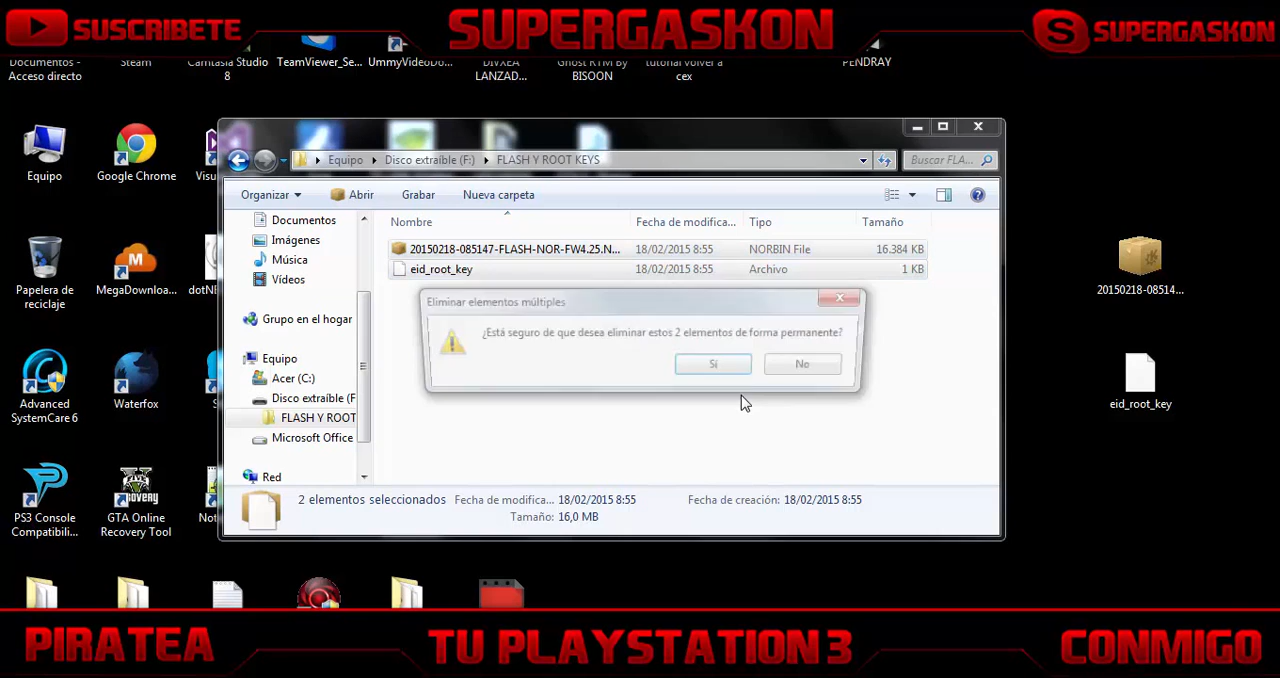 SUSCRIBETE
SUPERGASKON
SUPERGASKON
Documentos -
Acceso directo
Steam
Camtasia Studio
8
TeamViewer_Se...
UmmyVideoDo...
DIVXEA
LANZAD...
Ghost RTM by
BISOON
tutorial volver a
cex
PENDRAY
Equipo
Google Chrome
Papelera de
reciclaje
MegaDownloa...
Advanced
SystemCare 6
Waterfox
PS3 Console
Compatibili...
GTA Online
Recovery Tool
Equipo
Disco extraíble (F:)
FLASH Y ROOT KEYS
Buscar FLA...
Organizar
Abrir
Grabar
Nueva carpeta
Documentos
Imágenes
Música
Vídeos
Grupo en el hogar
Equipo
Acer (C:)
Disco extraíble (F
FLASH Y ROOT
Microsoft Office
Red
Nombre
Fecha de modifica...
Tipo
Tamaño
20150218-085147-FLASH-NOR-FW4.25.N...
18/02/2015 8:55
NORBIN File
16.384 KB
eid_root_key
18/02/2015 8:55
Archivo
1 KB
Eliminar elementos múltiples
¿Está seguro de que desea eliminar estos 2 elementos de forma permanente?
Sí
No
2 elementos seleccionados
Fecha de modifica... 18/02/2015 8:55
Fecha de creación: 18/02/2015 8:55
Tamaño: 16,0 MB
20150218-08514...
eid_root_key
PIRATEA
TU PLAYSTATION 3
CONMIGO